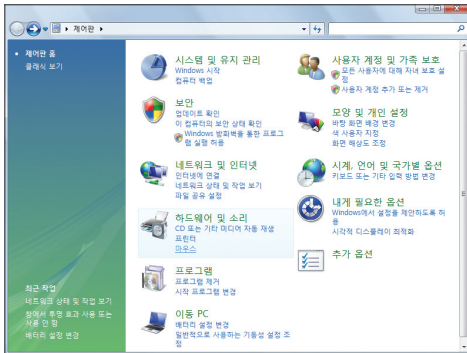 제어판
제어판 홈
클래식 보기
시스템 및 유지 관리
Windows 시작
컴퓨터 백업
보안
업데이트 확인
이 컴퓨터의 보안 상태 확인
Windows 방화벽을 통한 프로그
램 실행 허용
네트워크 및 인터넷
인터넷에 연결
네트워크 상태 및 작업 보기
파일 공유 설정
하드웨어 및 소리
CD 또는 기타 미디어 자동 재생
프린터
마우스
프로그램
프로그램 제거
시작 프로그램 변경
이동 PC
배터리 설정 변경
일반적으로 사용하는 기동성 설정 조
정
사용자 계정 및 가족 보호
모든 사용자에 대해 자녀 보호 설
정
사용자 계정 추가 또는 제거
모양 및 개인 설정
바탕 화면 배경 변경
색 사용자 지정
화면 해상도 조정
시계, 언어 및 국가별 옵션
키보드 또는 기타 입력 방법 변경
내게 필요한 옵션
Windows에서 설정을 제안하도록 허
용
시각적 디스플레이 최적화
추가 옵션
최근 작업
네트워크 상태 및 작업 보기
창에서 투명 효과 사용 또는
사용 안 함
배터리 설정 변경